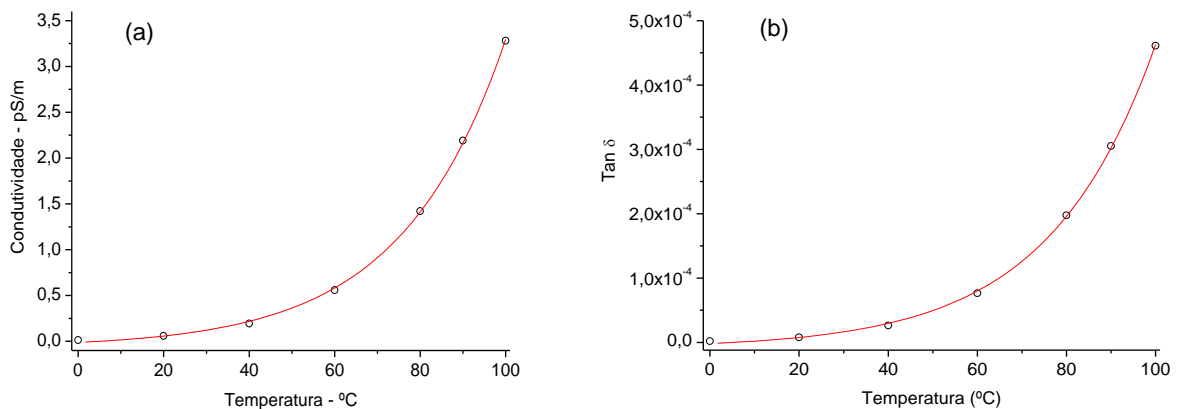 (a)
Condutividade - pS/m
3,5
3,0
2,5
2,0
1,5
1,0
0,5
0,0
0 20 40 60 80 100
Temperatura - ºC
(b)
Tan δ
5,0x10⁻⁴
4,0x10⁻⁴
3,0x10⁻⁴
2,0x10⁻⁴
1,0x10⁻⁴
0,0
0 20 40 60 80 100
Temperatura (ºC)